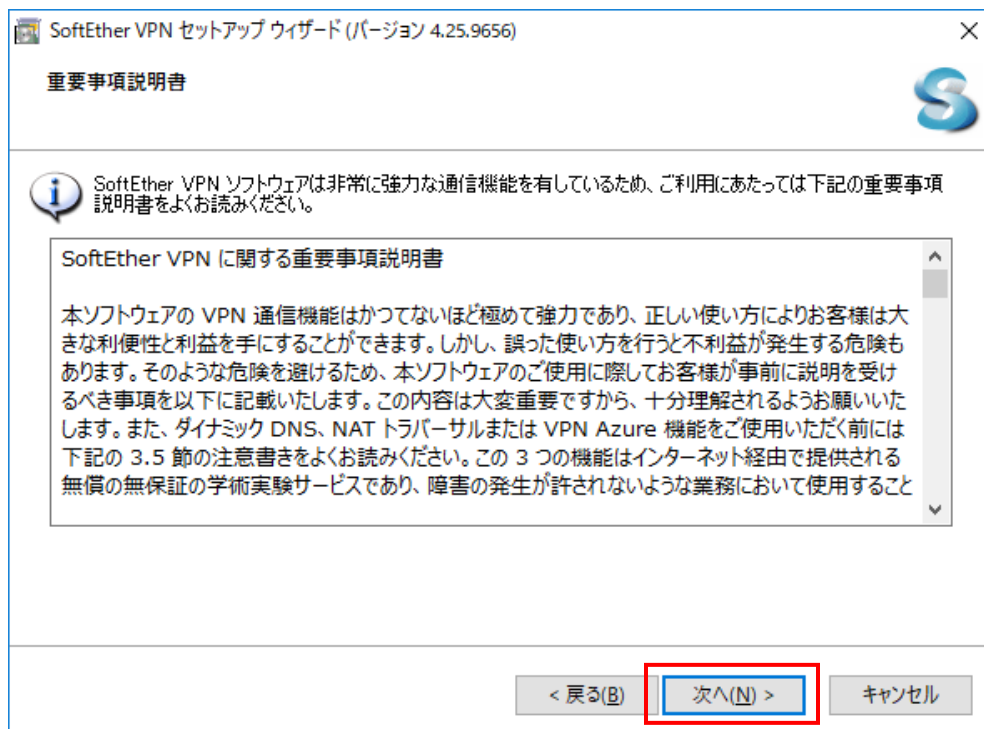 SoftEther VPN セットアップ ウィザード (バージョン 4.25.9656)
重要事項説明書
SoftEther VPN ソフトウェアは非常に強力な通信機能を有しているため、ご利用にあたっては下記の重要事項
説明書をよくお読みください。
SoftEther VPN に関する重要事項説明書
本ソフトウェアの VPN 通信機能はかつてないほど極めて強力であり、正しい使い方によりお客様は大
きな利便性と利益を手にすることができます。しかし、誤った使い方を行うと不利益が発生する危険も
あります。そのような危険を避けるため、本ソフトウェアのご使用に際してお客様が事前に説明を受け
るべき事項を以下に記載いたします。この内容は大変重要ですから、十分理解されるようお願いいた
します。また、ダイナミック DNS、NAT トラバーサルまたは VPN Azure 機能をご使用いただく前には
下記の 3.5 節の注意書きをよくお読みください。この 3 つの機能はインターネット経由で提供される
無償の無保証の学術実験サービスであり、障害の発生が許されないような業務において使用すること
< 戻る(B) 次へ(N) > キャンセル